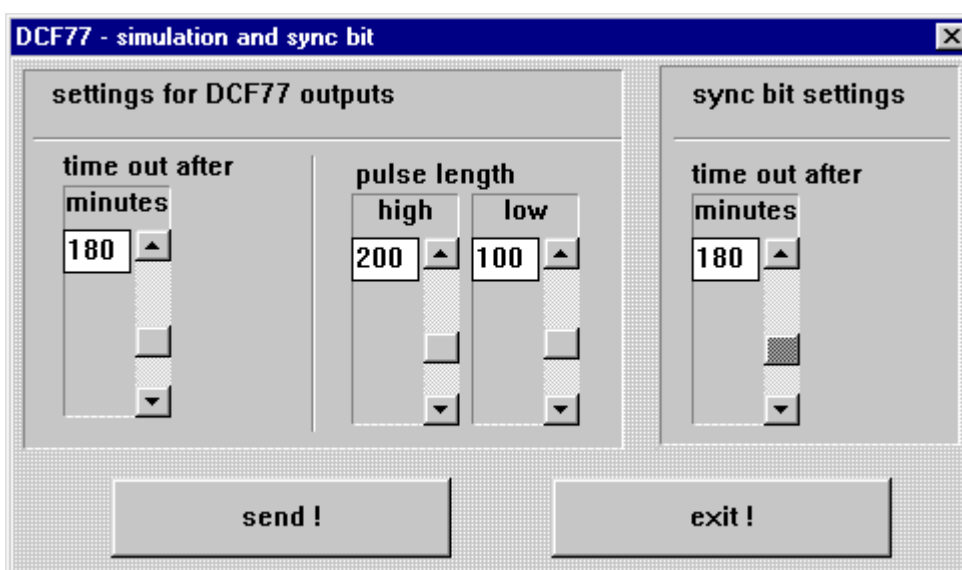 DCF77 - simulation and sync bit
settings for DCF77 outputs
time out after
minutes
180
pulse length
high low
200 100
sync bit settings
time out after
minutes
180
send !
exit !